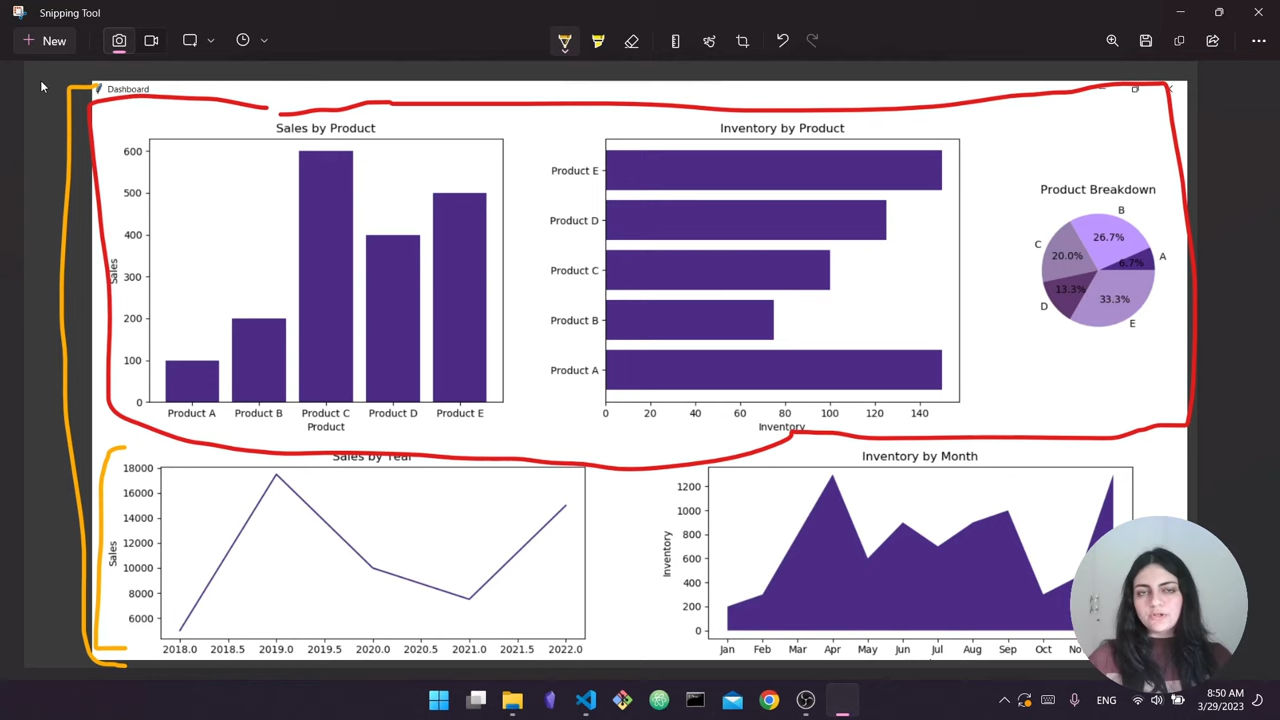 Snipping Tool
New
Dashboard
Sales by Product
600
500
400
300
200
100
0
Sales
Product A Product B Product C Product D Product E
Product
Inventory by Product
Product E
Product D
Product C
Product B
Product A
0 20 40 60 80 100 120 140
Inventory
Product Breakdown
B
26.7%
C
20.0%
A
6.7%
13.3%
D
33.3%
E
Sales by Year
18000
16000
14000
12000
10000
8000
6000
Sales
2018.0 2018.5 2019.0 2019.5 2020.0 2020.5 2021.0 2021.5 2022.0
Inventory by Month
1200
1000
800
600
400
200
0
Inventory
Jan Feb Mar Apr May Jun Jul Aug Sep Oct
ENG
8:50 AM
3/29/2023